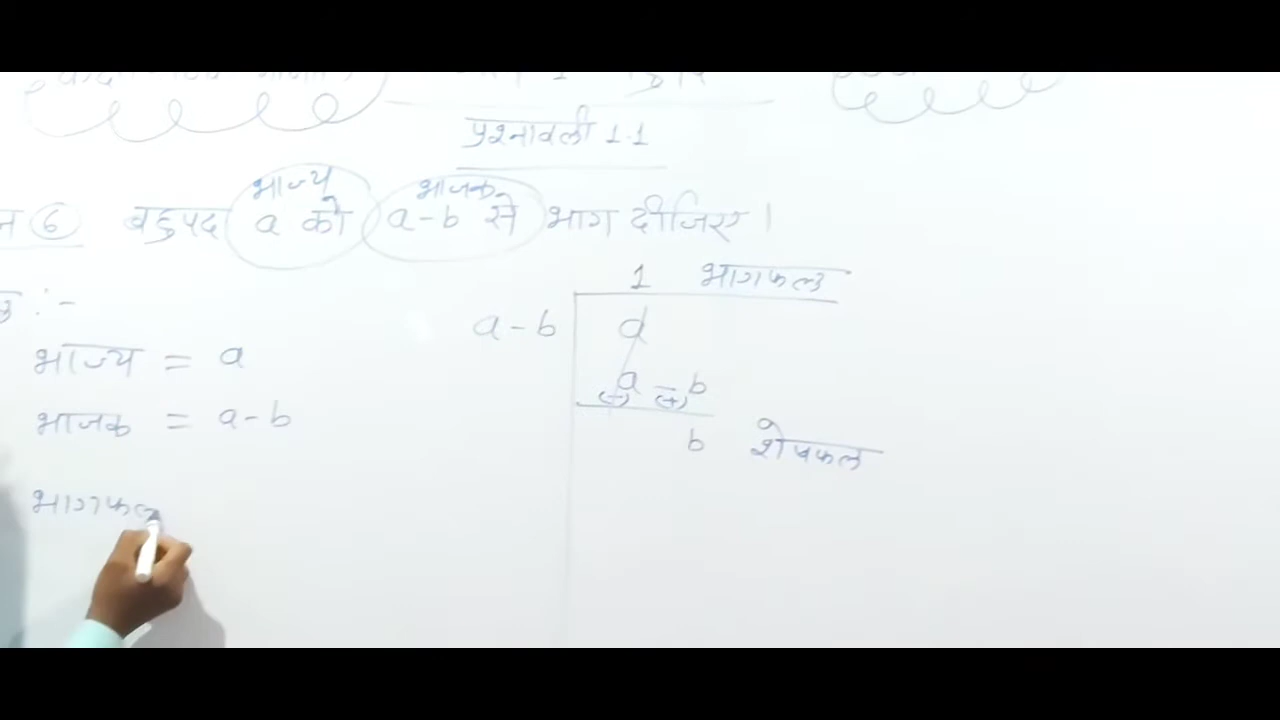 प्रश्नावली 1.1
भाज्य भाजक
न 6 बहुपद a को a-b से भाग दीजिए।
1 भागफल
:-
a-b a
भाज्य = a
a - b
(-) (+)
भाजक = a-b
b शेषफल
भागफल